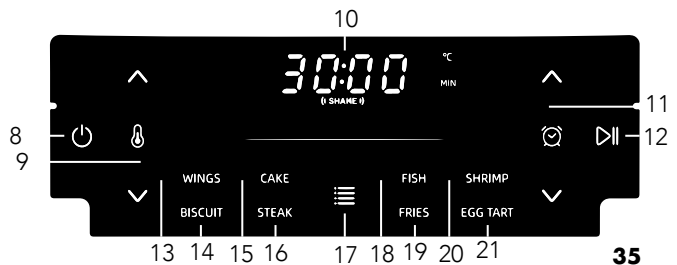 10
30:00
°C
MIN
(( SHAME ))
8
9
11
12
WINGS CAKE FISH SHRIMP
BISCUIT STEAK FRIES EGG TART
13 14 15 16 17 18 19 20 21
35